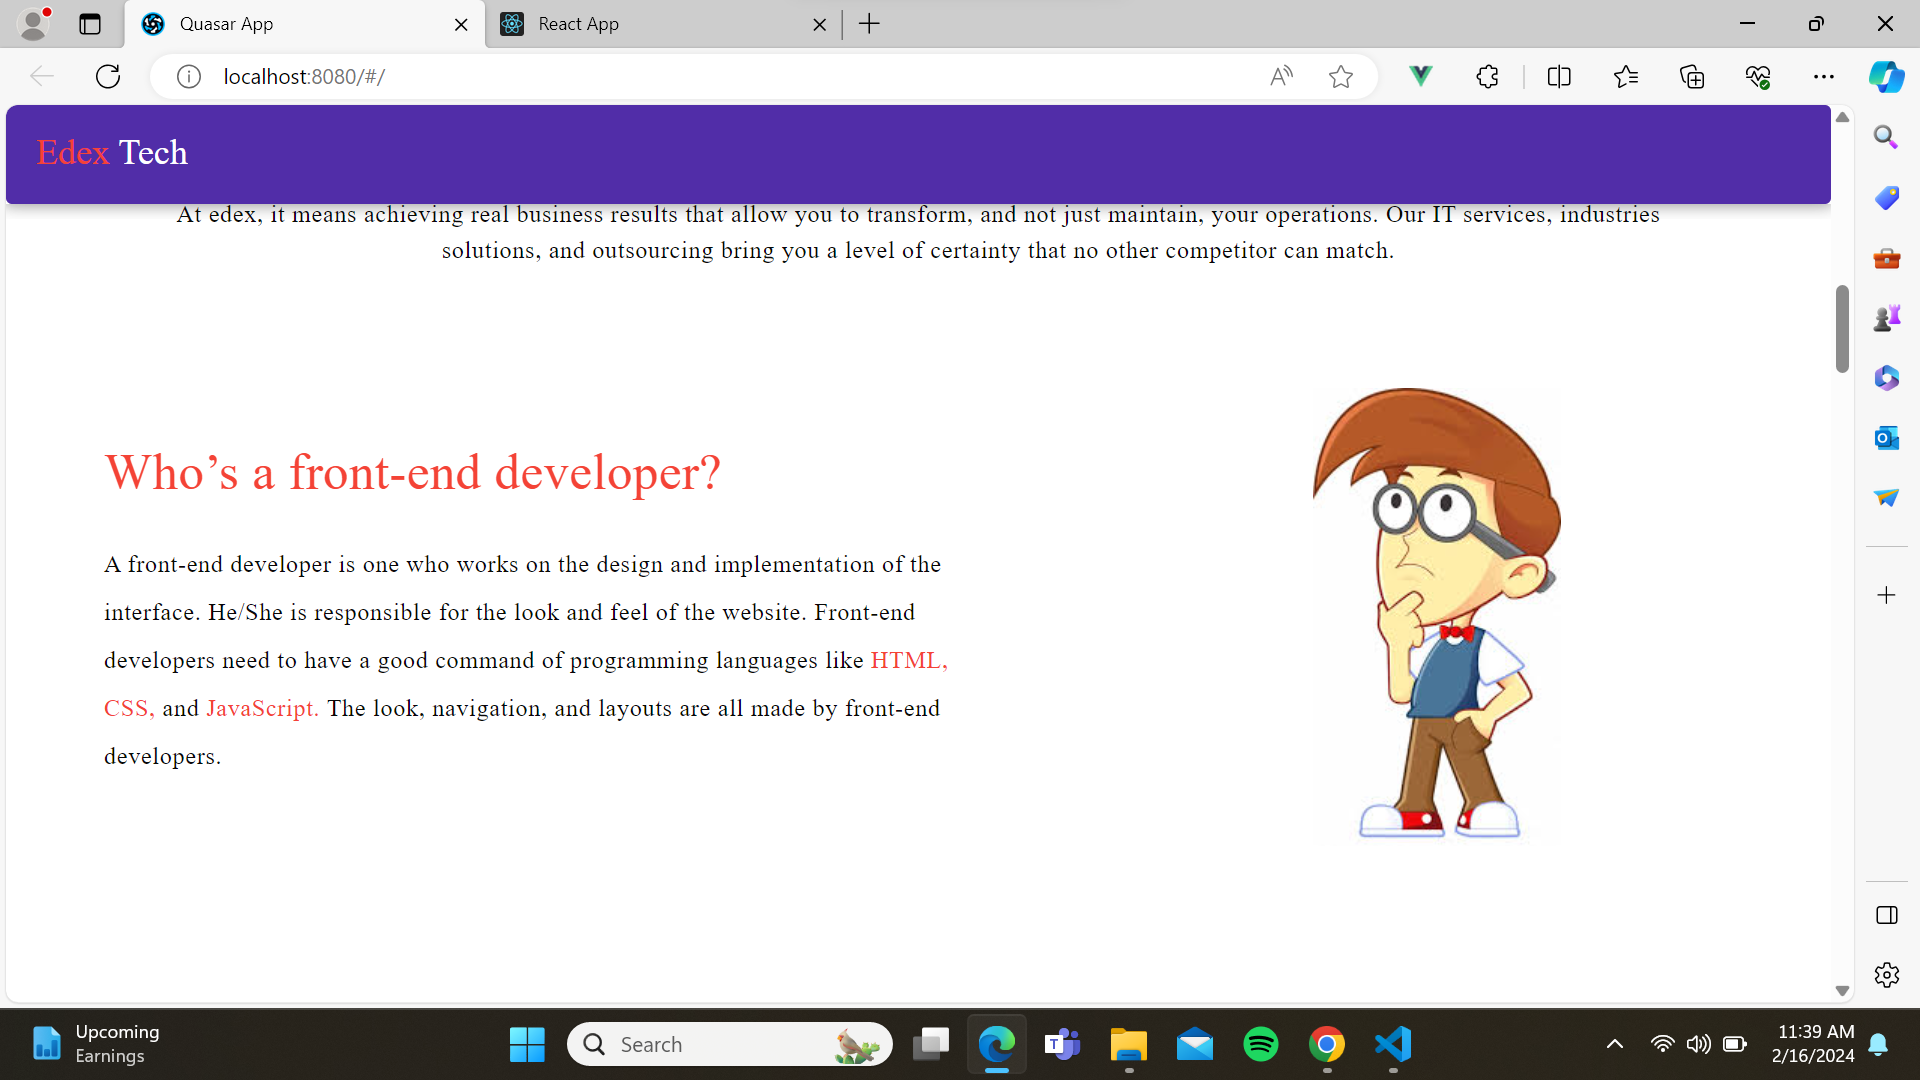 Quasar App
React App
localhost:8080/#/
Edex Tech
At edex, it means achieving real business results that allow you to transform, and not just maintain, your operations. Our IT services, industries
solutions, and outsourcing bring you a level of certainty that no other competitor can match.
Who’s a front-end developer?
A front-end developer is one who works on the design and implementation of the
interface. He/She is responsible for the look and feel of the website. Front-end
developers need to have a good command of programming languages like HTML,
CSS, and JavaScript. The look, navigation, and layouts are all made by front-end
developers.
Upcoming
Earnings
Search
11:39 AM
2/16/2024